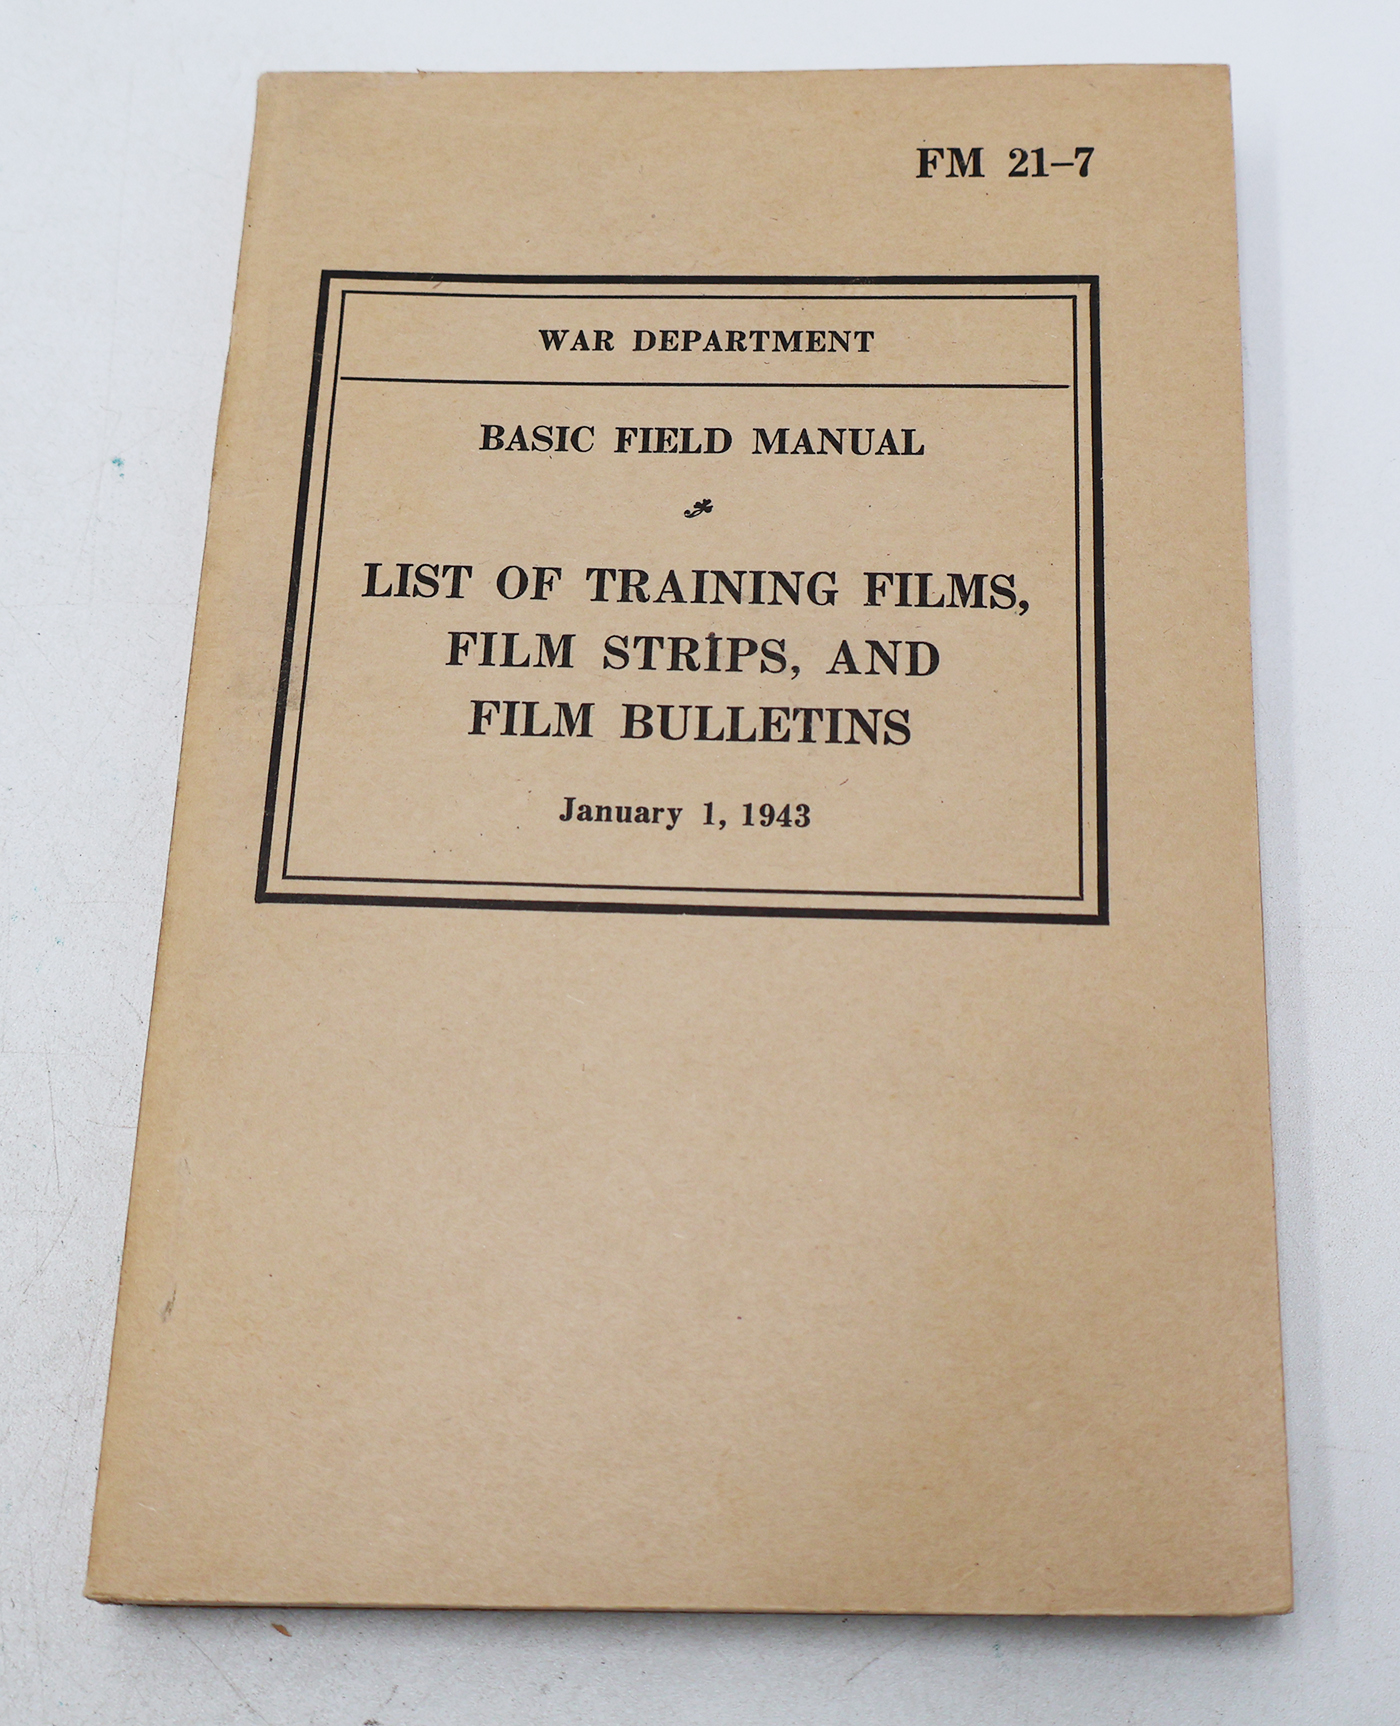 FM 21–7
WAR DEPARTMENT
BASIC FIELD MANUAL
LIST OF TRAINING FILMS,
FILM STRIPS, AND
FILM BULLETINS
January 1, 1943